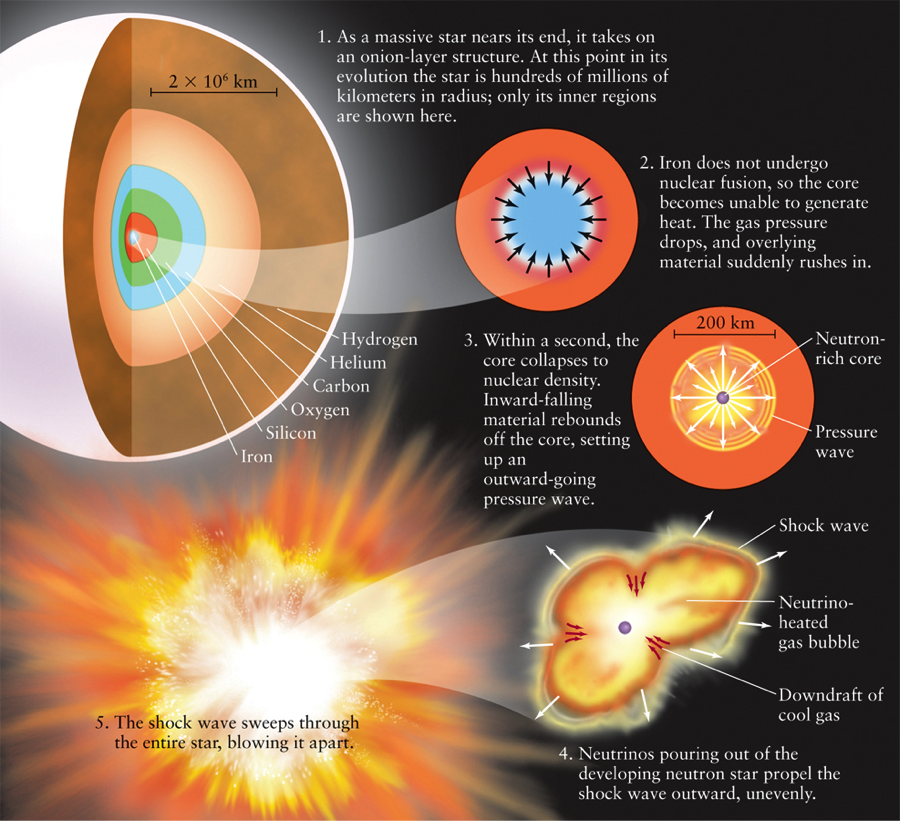 1. As a massive star nears its end, it takes on
an onion-layer structure. At this point in its
evolution the star is hundreds of millions of
kilometers in radius; only its inner regions
are shown here.
2 × 10⁶ km
2. Iron does not undergo
nuclear fusion, so the core
becomes unable to generate
heat. The gas pressure
drops, and overlying
material suddenly rushes in.
Hydrogen
Helium
Carbon
Oxygen
Silicon
Iron
3. Within a second, the
core collapses to
nuclear density.
Inward-falling
material rebounds
off the core, setting
up an
outward-going
pressure wave.
200 km
Neutron-
rich core
Pressure
wave
Shock wave
Neutrino-
heated
gas bubble
Downdraft of
cool gas
4. Neutrinos pouring out of the
developing neutron star propel the
shock wave outward, unevenly.
5. The shock wave sweeps through
the entire star, blowing it apart.